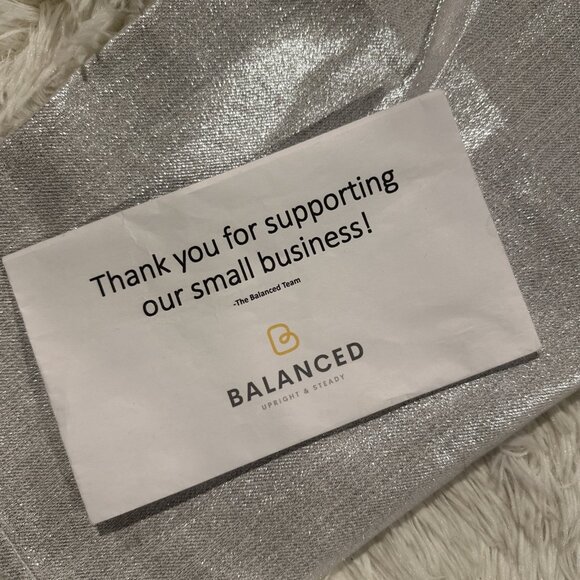 Thank you for supporting
our small business!
-The Balanced Team
BALANCED
UPRIGHT & STEADY